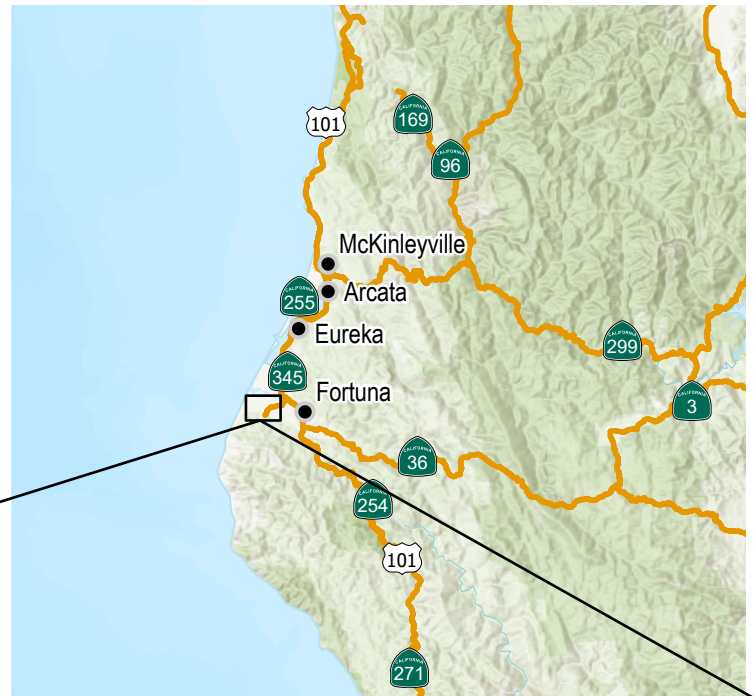 CALIFORNIA
169
101
CALIFORNIA
96
McKinleyville
CALIFORNIA
255
Arcata
Eureka
CALIFORNIA
299
CALIFORNIA
345
Fortuna
CALIFORNIA
3
CALIFORNIA
36
CALIFORNIA
254
101
CALIFORNIA
271